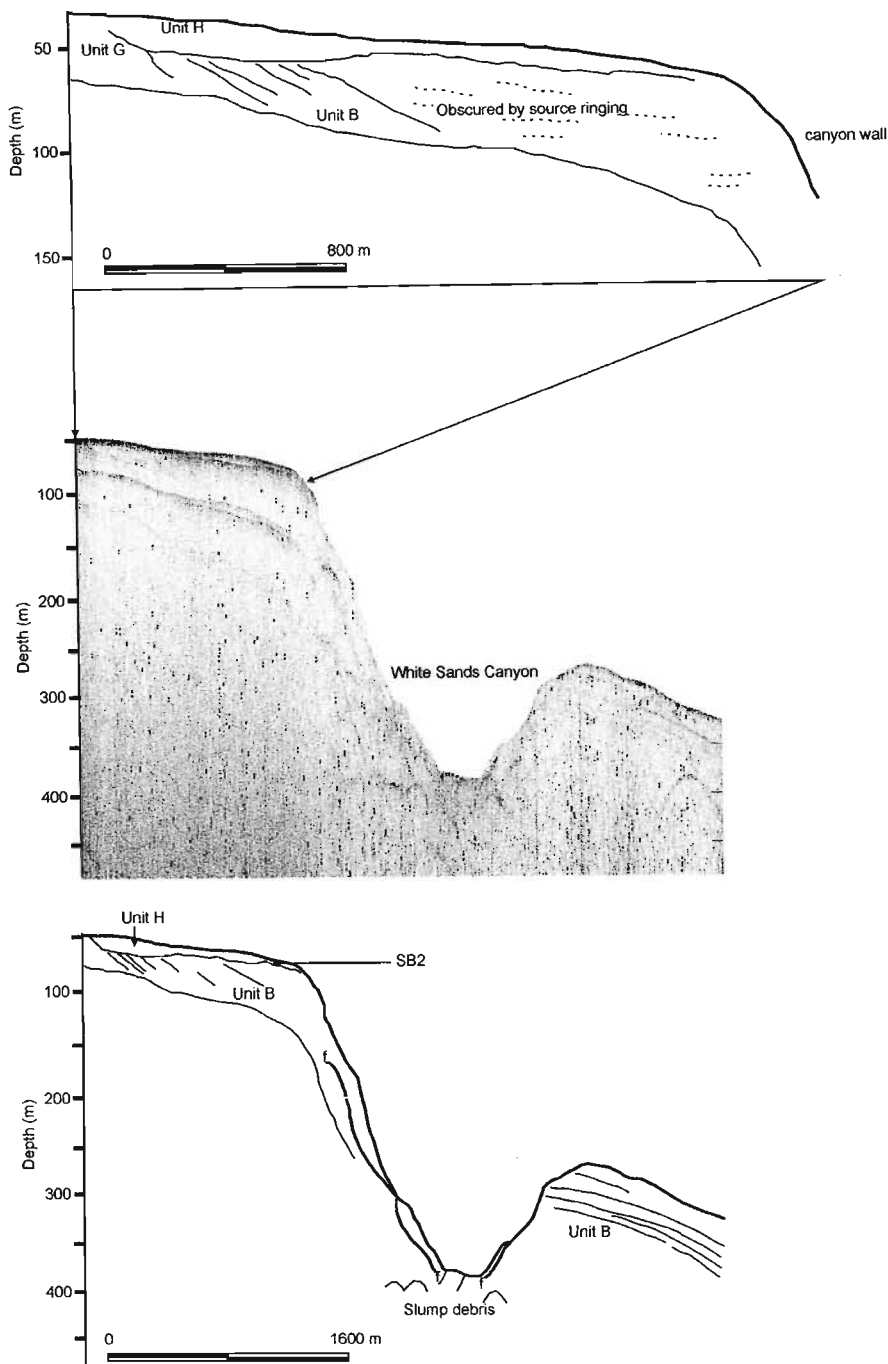 Unit H
50
Unit G
Unit B
Obscured by source ringing
canyon wall
Depth (m)
100
0
800 m
150
100
200
Depth (m)
White Sands Canyon
300
400
Unit H
SB2
100
Unit B
f
200
Depth (m)
300
Unit B
f
f
400
Slump debris
0
1600 m